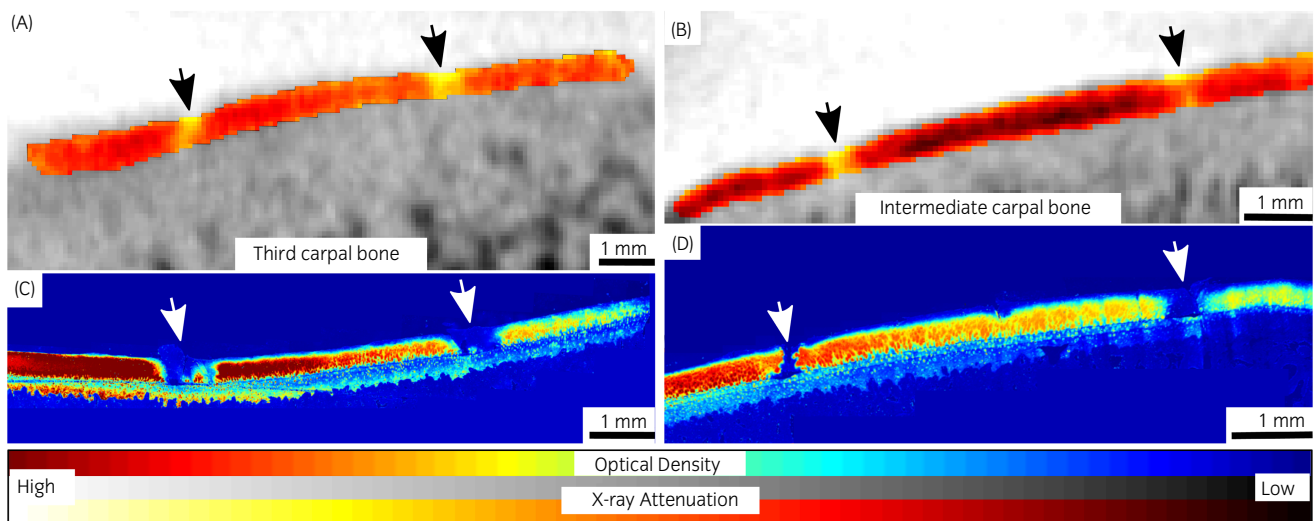 (A)
(B)
Third carpal bone
1 mm
Intermediate carpal bone
1 mm
(C)
(D)
1 mm
1 mm
Optical Density
High
Low
X-ray Attenuation